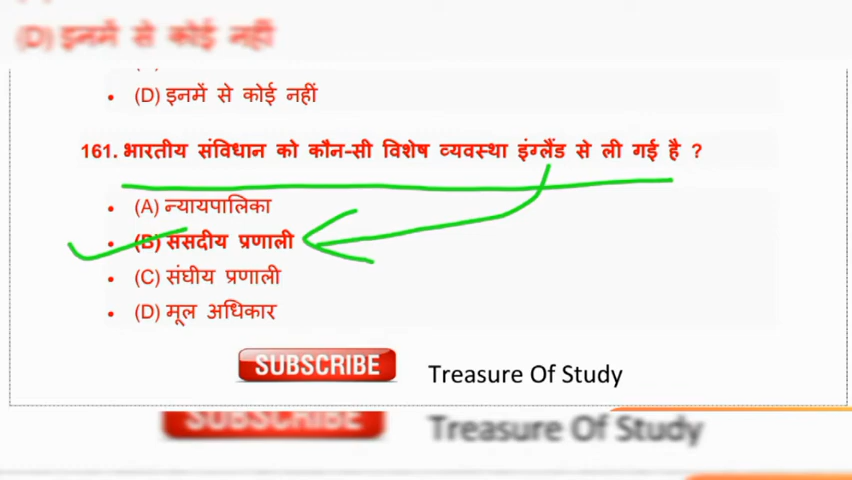 (D) इनमें से कोई नहीं
(D) इनमें से कोई नहीं
161. भारतीय संविधान को कौन-सी विशेष व्यवस्था इंग्लैंड से ली गई है ?
(A) न्यायपालिका
(B) संसदीय प्रणाली
(C) संघीय प्रणाली
(D) मूल अधिकार
SUBSCRIBE Treasure Of Study
SUBSCRIBE Treasure Of Study